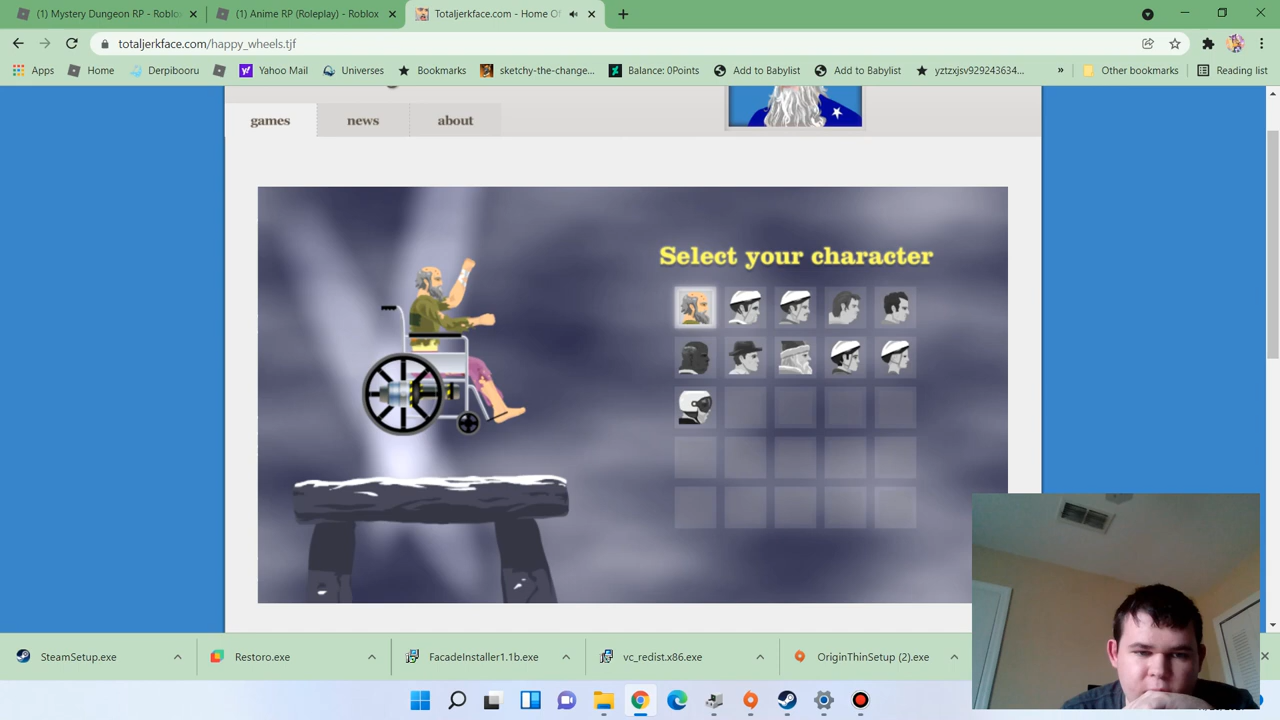 (1) Mystery Dungeon RP - Roblox
(1) Anime RP (Roleplay) - Roblox
Totaljerkface.com - Home Of
totaljerkface.com/happy_wheels.tjf
Apps
Home
Derpibooru
Yahoo Mail
Universes
Bookmarks
sketchy-the-change...
Balance: 0Points
Add to Babylist
Add to Babylist
yztzxjsv929243634...
»
Other bookmarks
Reading list
games
news
about
Select your character
SteamSetup.exe
Restoro.exe
FacadeInstaller1.1b.exe
vc_redist.x86.exe
OriginThinSetup (2).exe